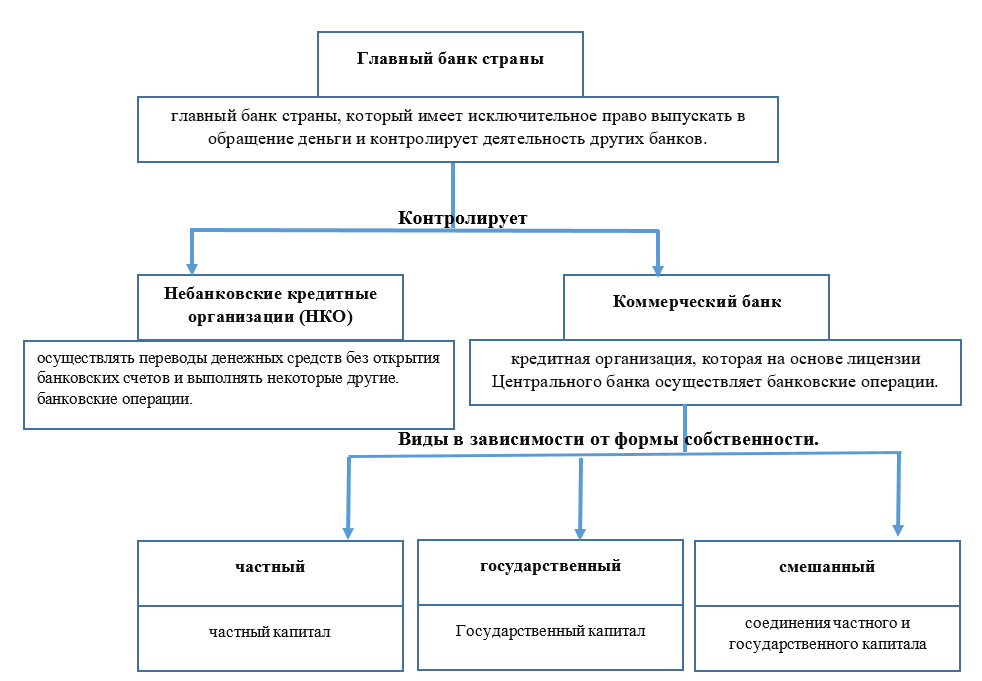 Главный банк страны
главный банк страны, который имеет исключительное право выпускать в
обращение деньги и контролирует деятельность других банков.
Контролирует
Небанковские кредитные
организации (НКО)
осуществлять переводы денежных средств без открытия
банковских счетов и выполнять некоторые другие.
банковские операции.
Коммерческий банк
кредитная организация, которая на основе лицензии
Центрального банка осуществляет банковские операции.
Виды в зависимости от формы собственности.
частный
частный капитал
государственный
Государственный капитал
смешанный
соединения частного и
государственного капитала